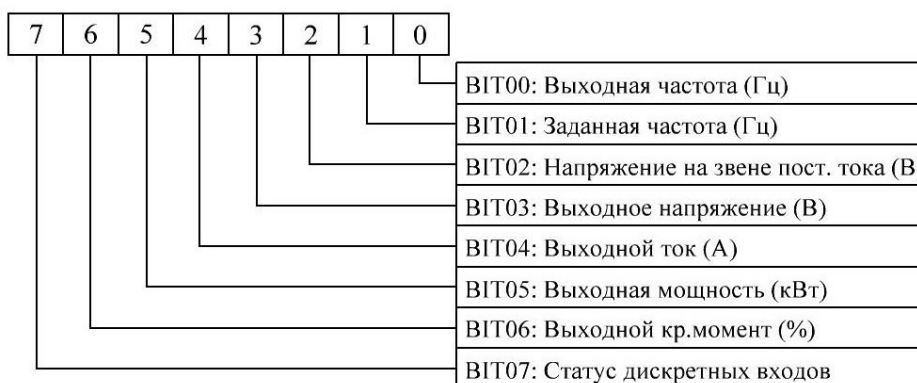 7 6 5 4 3 2 1 0
BIT00: Выходная частота (Гц)
BIT01: Заданная частота (Гц)
BIT02: Напряжение на звене пост. тока (В
BIT03: Выходное напряжение (В)
BIT04: Выходной ток (А)
BIT05: Выходная мощность (кВт)
BIT06: Выходной кр.момент (%)
BIT07: Статус дискретных входов